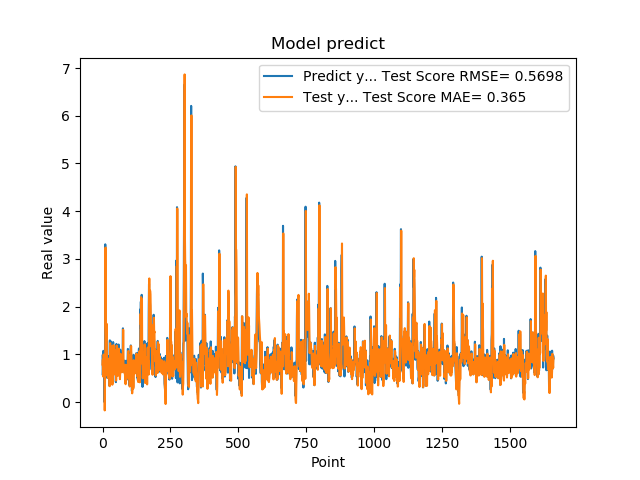 Model predict
Predict y... Test Score RMSE= 0.5698
Test y... Test Score MAE= 0.365
Real value
7
6
5
4
3
2
1
0
0 250 500 750 1000 1250 1500
Point